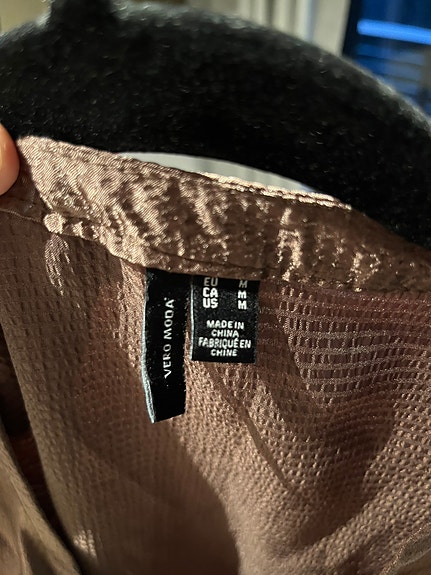 VERO MODA
EU M
CA M
US M
MADE IN
CHINA
FABRIQUÉ EN
CHINE